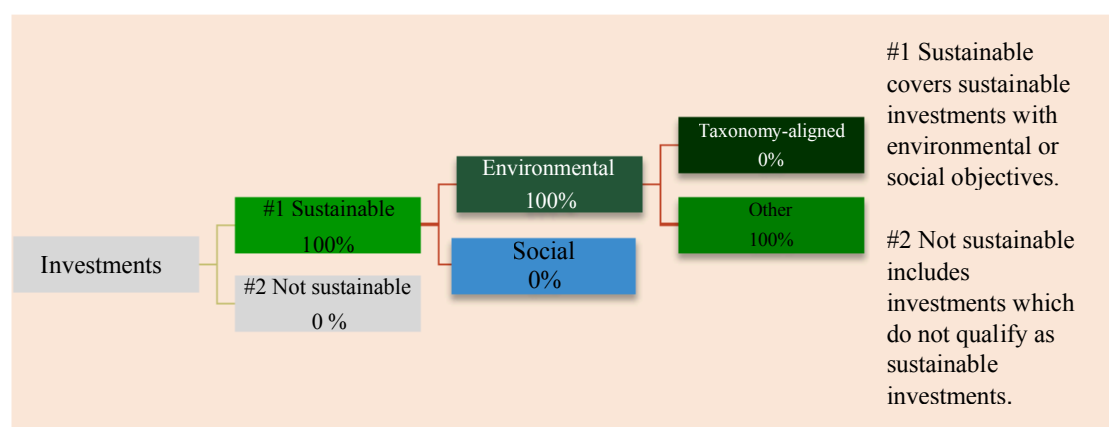 Investments
#1 Sustainable
100%
#2 Not sustainable
0 %
Environmental
100%
Social
0%
Taxonomy-aligned
0%
Other
100%
#1 Sustainable
covers sustainable
investments with
environmental or
social objectives.
#2 Not sustainable
includes
investments which
do not qualify as
sustainable
investments.